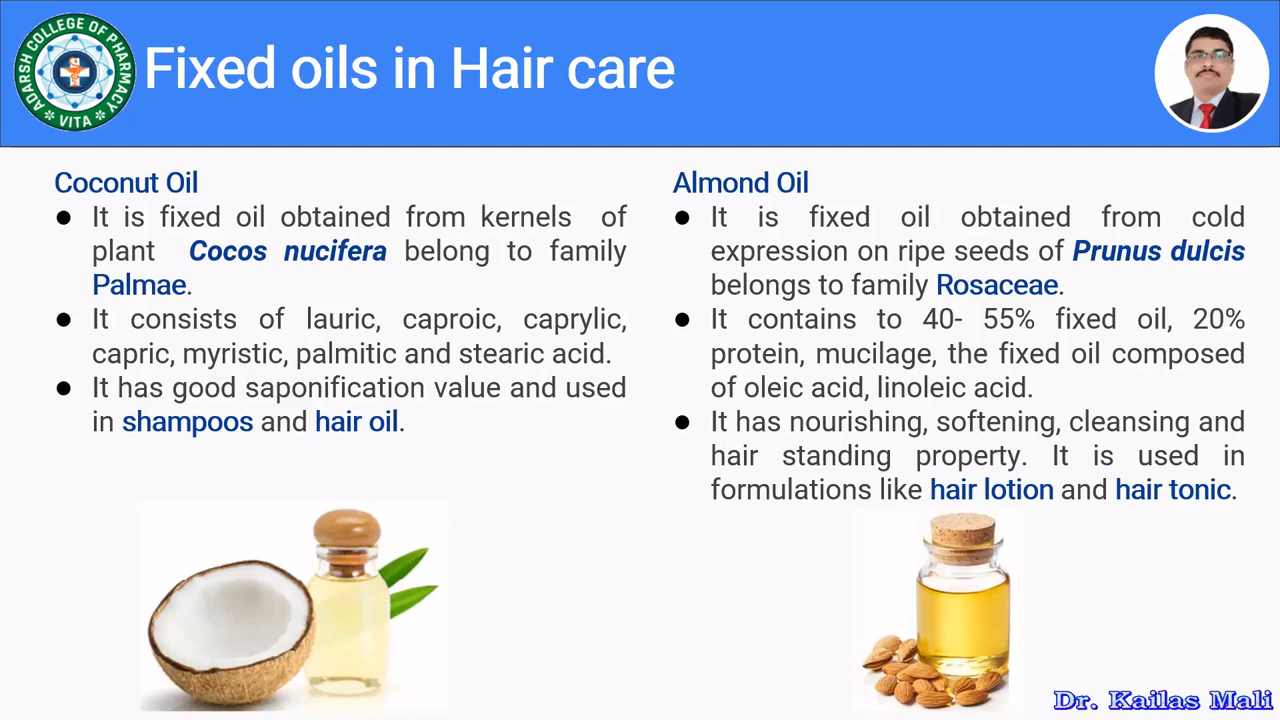 ADARSH COLLEGE OF PHARMACY
* VITA *
Fixed oils in Hair care
Coconut Oil
● It is fixed oil obtained from kernels of
plant Cocos nucifera belong to family
Palmae.
● It consists of lauric, caproic, caprylic,
capric, myristic, palmitic and stearic acid.
● It has good saponification value and used
in shampoos and hair oil.
Almond Oil
● It is fixed oil obtained from cold
expression on ripe seeds of Prunus dulcis
belongs to family Rosaceae.
● It contains to 40- 55% fixed oil, 20%
protein, mucilage, the fixed oil composed
of oleic acid, linoleic acid.
● It has nourishing, softening, cleansing and
hair standing property. It is used in
formulations like hair lotion and hair tonic.
Dr. Kailas Mali